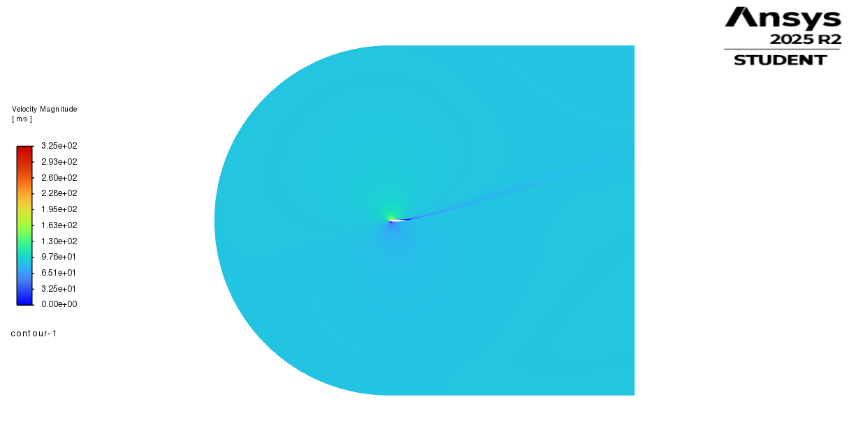 Ansys
2025 R2
STUDENT
Velocity Magnitude
[ m/s ]
3.25e+02
2.93e+02
2.60e+02
2.28e+02
1.95e+02
1.63e+02
1.30e+02
9.76e+01
6.51e+01
3.25e+01
0.00e+00
contour-1